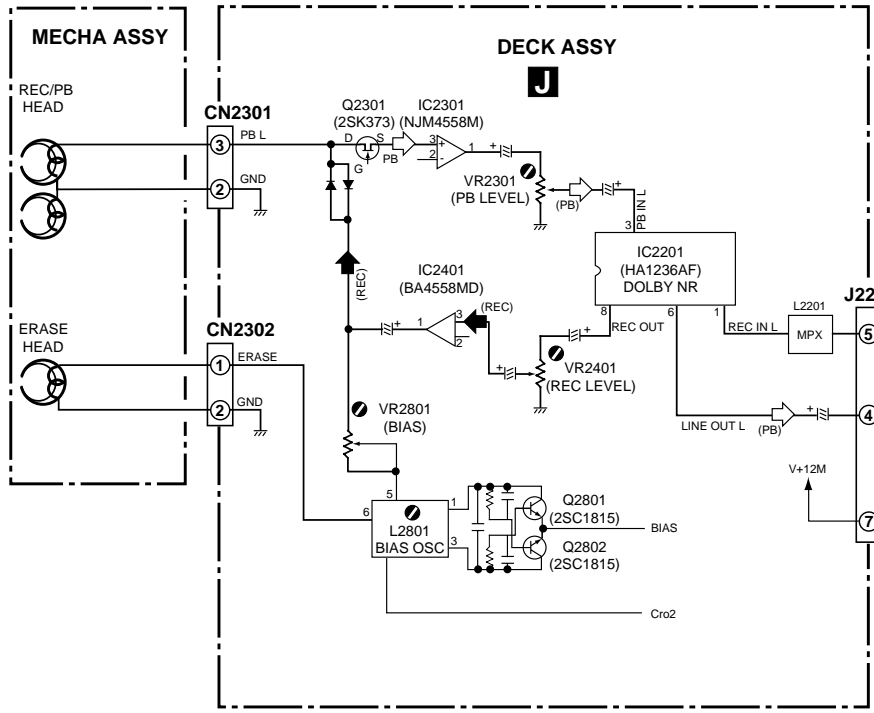 MECHA ASSY
DECK ASSY
J
REC/PB
HEAD
CN2301
3
PB L
2
GND
Q2301
(2SK373)
D
S
G
PB
IC2301
(NJM4558M)
3
+
2
-
1
+
VR2301
(PB LEVEL)
(PB)
+
PB IN L
3
IC2201
(HA1236AF)
DOLBY NR
8
6
1
REC OUT
REC IN L
L2201
MPX
J22
5
4
7
(REC)
IC2401
(BA4558MD)
+
1
3
2
(REC)
+
+
VR2401
(REC LEVEL)
LINE OUT L
(PB)
+
V+12M
ERASE
HEAD
CN2302
1
ERASE
2
GND
VR2801
(BIAS)
5
6
L2801
BIAS OSC
1
3
Q2801
(2SC1815)
BIAS
Q2802
(2SC1815)
Cro2